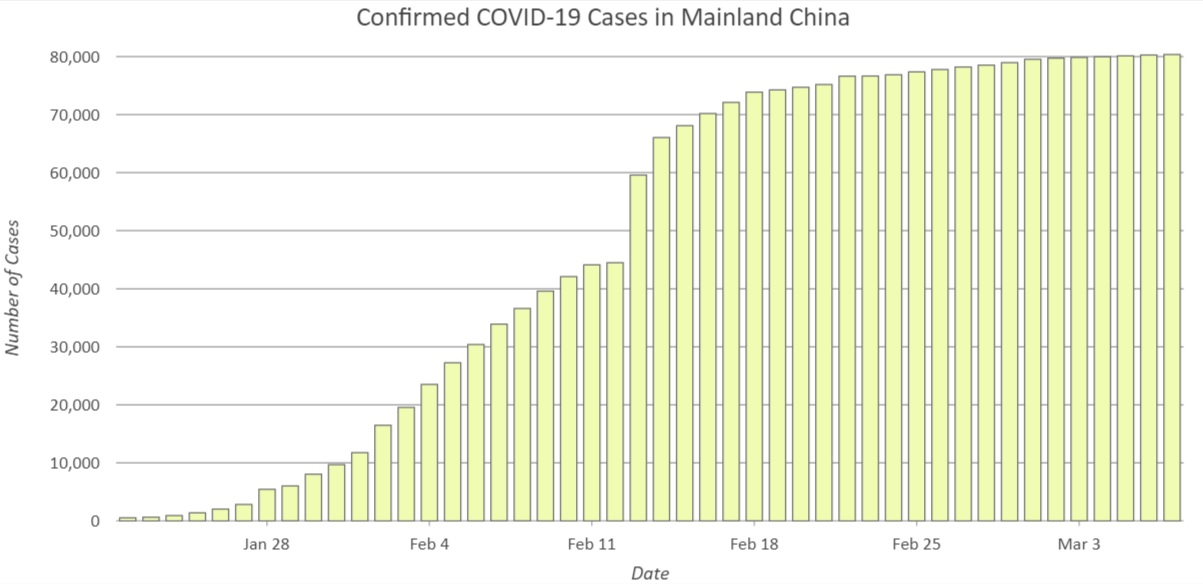 Confirmed COVID-19 Cases in Mainland China
80,000
70,000
60,000
50,000
40,000
30,000
20,000
10,000
0
Number of Cases
Jan 28 Feb 4 Feb 11 Feb 18 Feb 25 Mar 3
Date